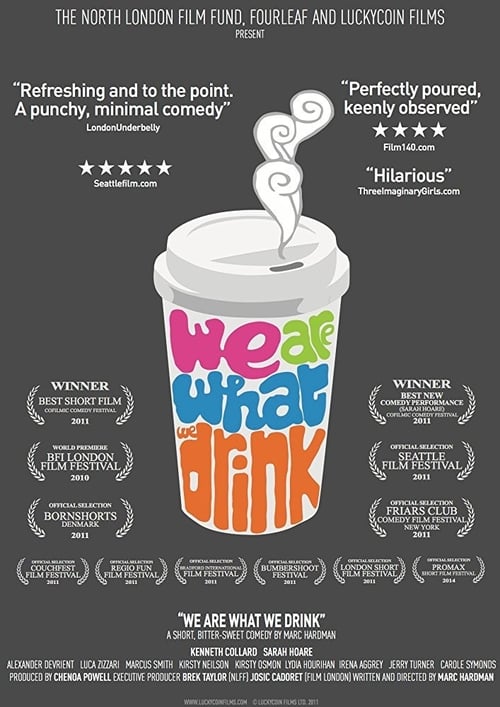 THE NORTH LONDON FILM FUND, FOURLEAF AND LUCKYCOIN FILMS
PRESENT
“Refreshing and to the point.
A punchy, minimal comedy”
LondonUnderbelly
★★★★★
Seattlefilm.com
“Perfectly poured,
keenly observed”
★★★★
Film140.com
“Hilarious”
ThreeImaginaryGirls.com
we are
what
we
drink
WINNER
BEST SHORT FILM
COFILMIC COMEDY FESTIVAL
2011
WORLD PREMIERE
BFI LONDON
FILM FESTIVAL
2010
OFFICIAL SELECTION
BORNSHORTS
DENMARK
2011
WINNER
BEST NEW
COMEDY PERFORMANCE
(SARAH HOARE)
COFILMIC COMEDY FESTIVAL
2011
OFFICIAL SELECTION
SEATTLE
FILM FESTIVAL
2011
OFFICIAL SELECTION
FRIARS CLUB
COMEDY FILM FESTIVAL
NEW YORK
2011
OFFICIAL SELECTION
COUCHFEST
FILM FESTIVAL
2011
OFFICIAL SELECTION
REGIO FUN
FILM FESTIVAL
2011
OFFICIAL SELECTION
BRADFORD INTERNATIONAL
FILM FESTIVAL
2011
OFFICIAL SELECTION
BUMBERSHOOT
FESTIVAL
2011
OFFICIAL SELECTION
LONDON SHORT
FILM FESTIVAL
2011
OFFICIAL SELECTION
PROMAX
SHORT FILM FESTIVAL
2014
"WE ARE WHAT WE DRINK"
A SHORT, BITTER-SWEET COMEDY BY MARC HARDMAN
KENNETH COLLARD SARAH HOARE
ALEXANDER DEVRIENT LUCA ZIZZARI MARCUS SMITH KIRSTY NEILSON KIRSTY OSMON LYDIA HOURIHAN IRENA AGGREY JERRY TURNER CAROLE SYMONDS
PRODUCED BY CHENOA POWELL EXECUTIVE PRODUCER BREK TAYLOR (NLFF) JOSIC CADORET (FILM LONDON) WRITTEN AND DIRECTED BY MARC HARDMAN
WWW.LUCKYCOINFILMS.COM © LUCKYCOIN FILMS LTD. 2011